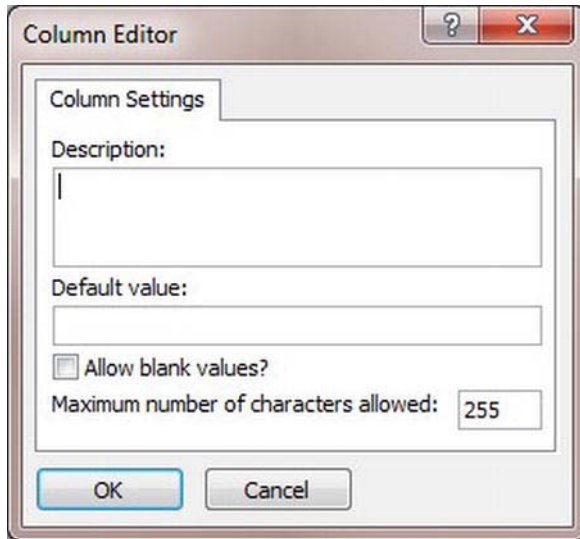 Column Editor
Column Settings
Description:
Default value:
Allow blank values?
Maximum number of characters allowed: 255
OK Cancel